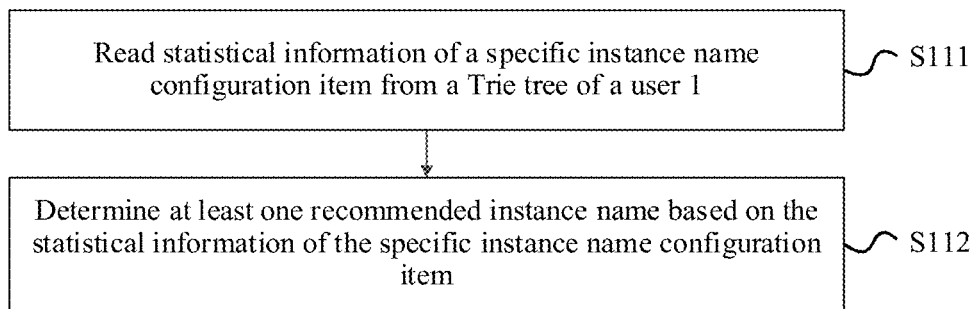 Read statistical information of a specific instance name
configuration item from a Trie tree of a user 1
S111
Determine at least one recommended instance name based on the
statistical information of the specific instance name configuration
item
S112